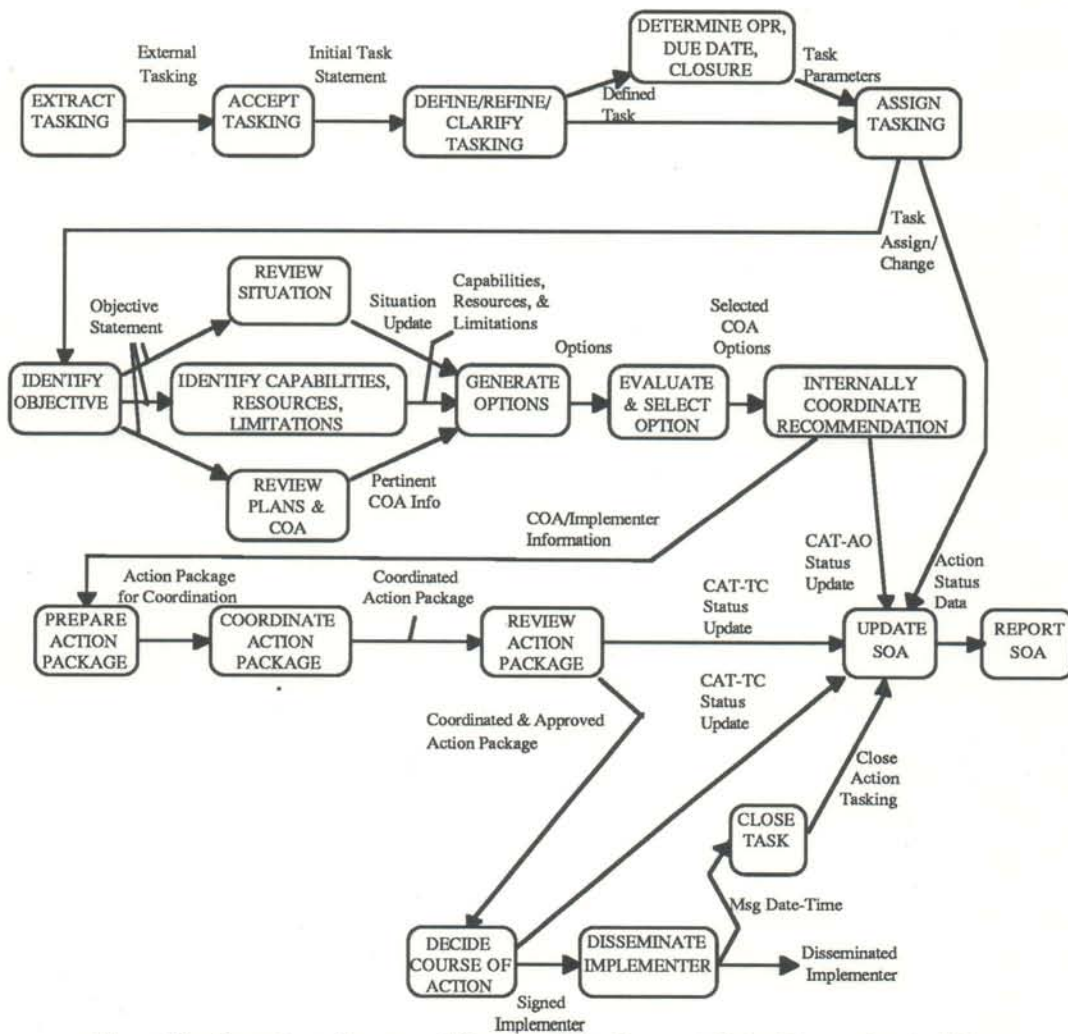 DETERMINE OPR,
DUE DATE,
CLOSURE
External
Tasking
Initial Task
Statement
Task
Parameters
EXTRACT
TASKING
ACCEPT
TASKING
DEFINE/REFINE/
CLARIFY
TASKING
Defined
Task
ASSIGN
TASKING
Task
Assign/
Change
REVIEW
SITUATION
Objective
Statement
Situation
Update
Capabilities,
Resources, &
Limitations
Options
Selected
COA
Options
IDENTIFY
OBJECTIVE
IDENTIFY CAPABILITIES,
RESOURCES,
LIMITATIONS
GENERATE
OPTIONS
EVALUATE
& SELECT
OPTION
INTERNALLY
COORDINATE
RECOMMENDATION
REVIEW
PLANS &
COA
Pertinent
COA Info
COA/Implementer
Information
CAT-AO
Status
Update
Action
Status
Data
Action Package
for Coordination
Coordinated
Action Package
CAT-TC
Status
Update
PREPARE
ACTION
PACKAGE
COORDINATE
ACTION
PACKAGE
REVIEW
ACTION
PACKAGE
UPDATE
SOA
REPORT
SOA
Coordinated & Approved
Action Package
CAT-TC
Status
Update
Close
Action
Tasking
CLOSE
TASK
Msg Date-Time
DECIDE
COURSE OF
ACTION
DISSEMINATE
IMPLEMENTER
Disseminated
Implementer
Signed
Implementer